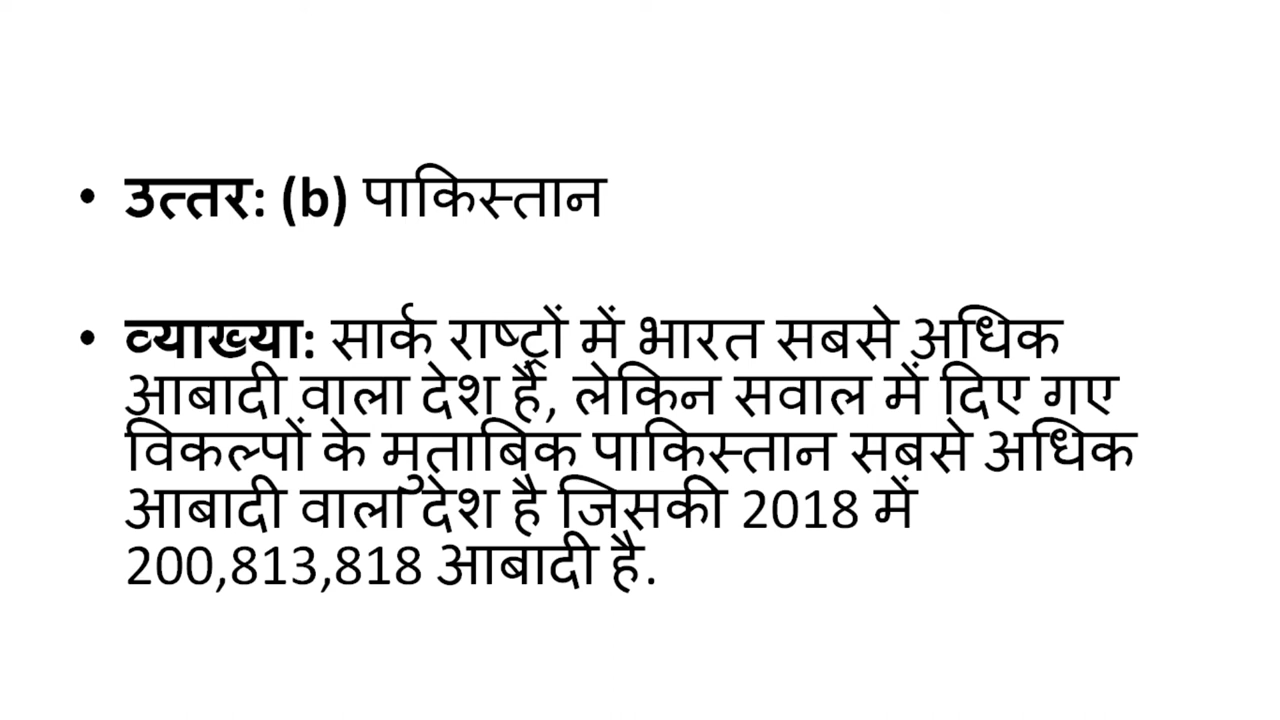 • उत्तर: (b) पाकिस्तान
• व्याख्या: सार्क राष्ट्रों में भारत सबसे अधिक
आबादी वाला देश है, लेकिन सवाल में दिए गए
विकल्पों के मुताबिक पाकिस्तान सबसे अधिक
आबादी वाला देश है जिसकी 2018 में
200,813,818 आबादी है.